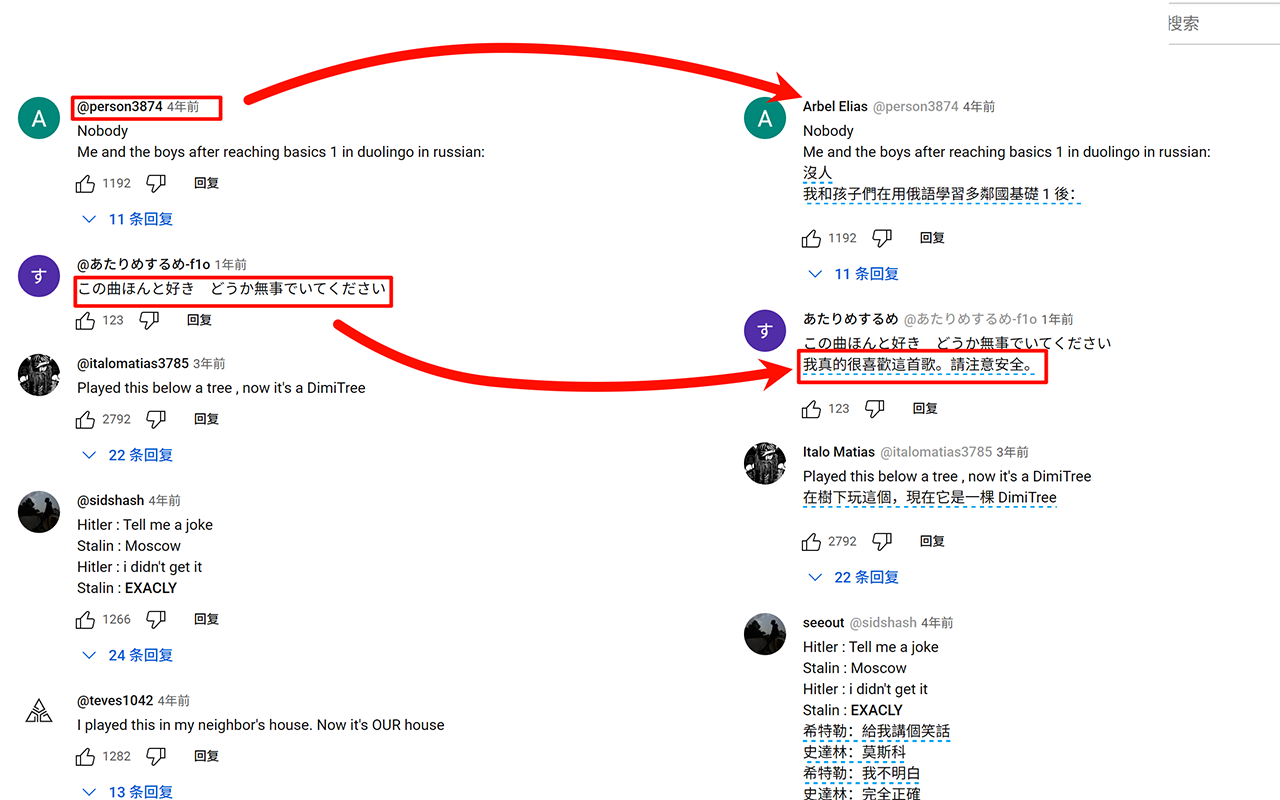 搜索
A
@person3874 4年前
Nobody
Me and the boys after reaching basics 1 in duolingo in russian:
1192 回复
11 条回复
す
@あたりめするめ-f1o 1年前
この曲ほんと好き　どうか無事でいてください
123 回复
@italomatias3785 3年前
Played this below a tree , now it's a DimiTree
2792 回复
22 条回复
@sidshash 4年前
Hitler : Tell me a joke
Stalin : Moscow
Hitler : i didn't get it
Stalin : EXACLY
1266 回复
24 条回复
@teves1042 4年前
I played this in my neighbor's house. Now it's OUR house
1282 回复
13 条回复
A
Arbel Elias @person3874 4年前
Nobody
Me and the boys after reaching basics 1 in duolingo in russian:
沒人
我和孩子們在用俄語學習多鄰國基礎 1 後：
1192 回复
11 条回复
す
あたりめするめ @あたりめするめ-f1o 1年前
この曲ほんと好き　どうか無事でいてください
我真的很喜歡這首歌。請注意安全。
123 回复
Italo Matias @italomatias3785 3年前
Played this below a tree , now it's a DimiTree
在樹下玩這個，現在它是一棵 DimiTree
2792 回复
22 条回复
seeout @sidshash 4年前
Hitler : Tell me a joke
Stalin : Moscow
Hitler : i didn't get it
Stalin : EXACLY
希特勒：給我講個笑話
史達林：莫斯科
希特勒：我不明白
史達林：完全正確